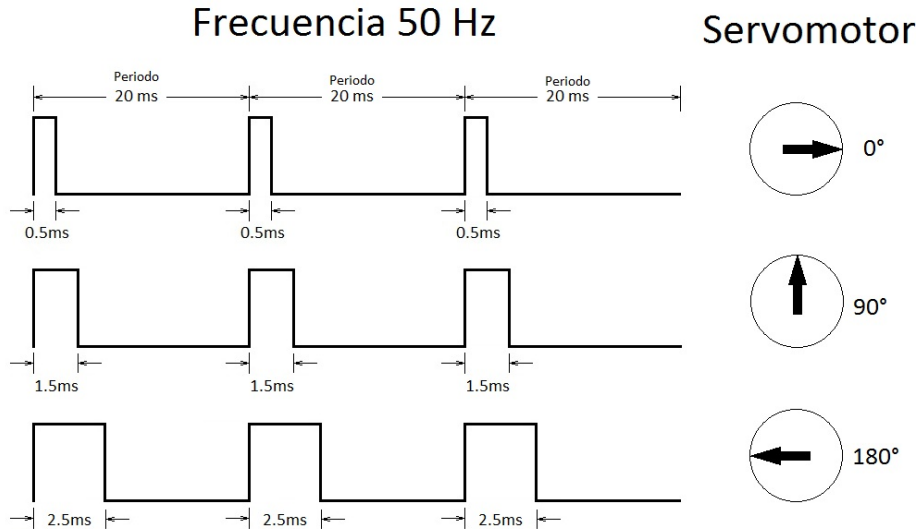 Frecuencia 50 Hz
Servomotor
Periodo Periodo Periodo
20 ms 20 ms 20 ms
0°
0.5ms 0.5ms 0.5ms
90°
1.5ms 1.5ms 1.5ms
180°
2.5ms 2.5ms 2.5ms